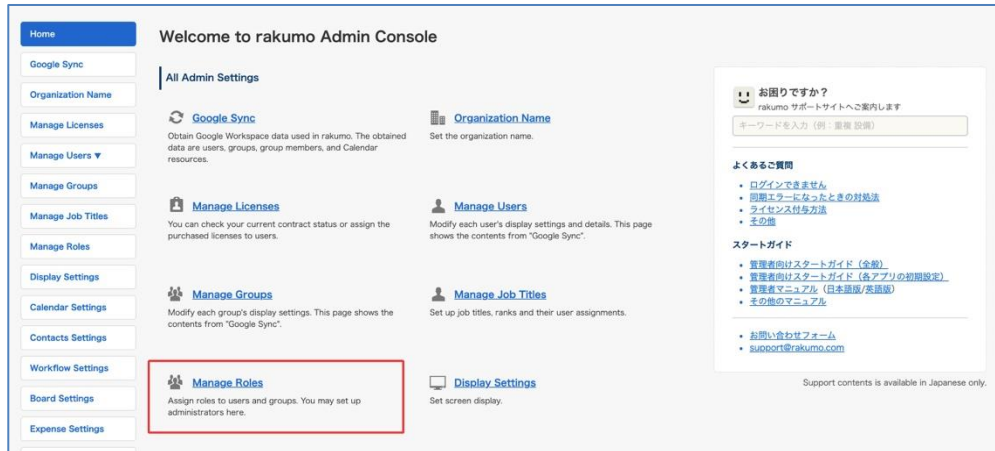 Home
Google Sync
Organization Name
Manage Licenses
Manage Users ▼
Manage Groups
Manage Job Titles
Manage Roles
Display Settings
Calendar Settings
Contacts Settings
Workflow Settings
Board Settings
Expense Settings
Welcome to rakumo Admin Console
All Admin Settings
Google Sync
Obtain Google Workspace data used in rakumo. The obtained
data are users, groups, group members, and Calendar
resources.
Organization Name
Set the organization name.
Manage Licenses
You can check your current contract status or assign the
purchased licenses to users.
Manage Users
Modify each user's display settings and details. This page
shows the contents from "Google Sync".
Manage Groups
Modify each group's display settings. This page shows the
contents from "Google Sync".
Manage Job Titles
Set up job titles, ranks and their user assignments.
Manage Roles
Assign roles to users and groups. You may set up
administrators here.
Display Settings
Set screen display.
お困りですか？
rakumo サポートサイトへご案内します
キーワードを入力（例：重複 設備）
よくあるご質問
• ログインできません
• 同期エラーになったときの対処法
• ライセンス付与方法
• その他
スタートガイド
• 管理者向けスタートガイド（全般）
• 管理者向けスタートガイド（各アプリの初期設定）
• 管理者マニュアル（日本語版/英語版）
• その他のマニュアル
• お問い合わせフォーム
• support@rakumo.com
Support contents is available in Japanese only.